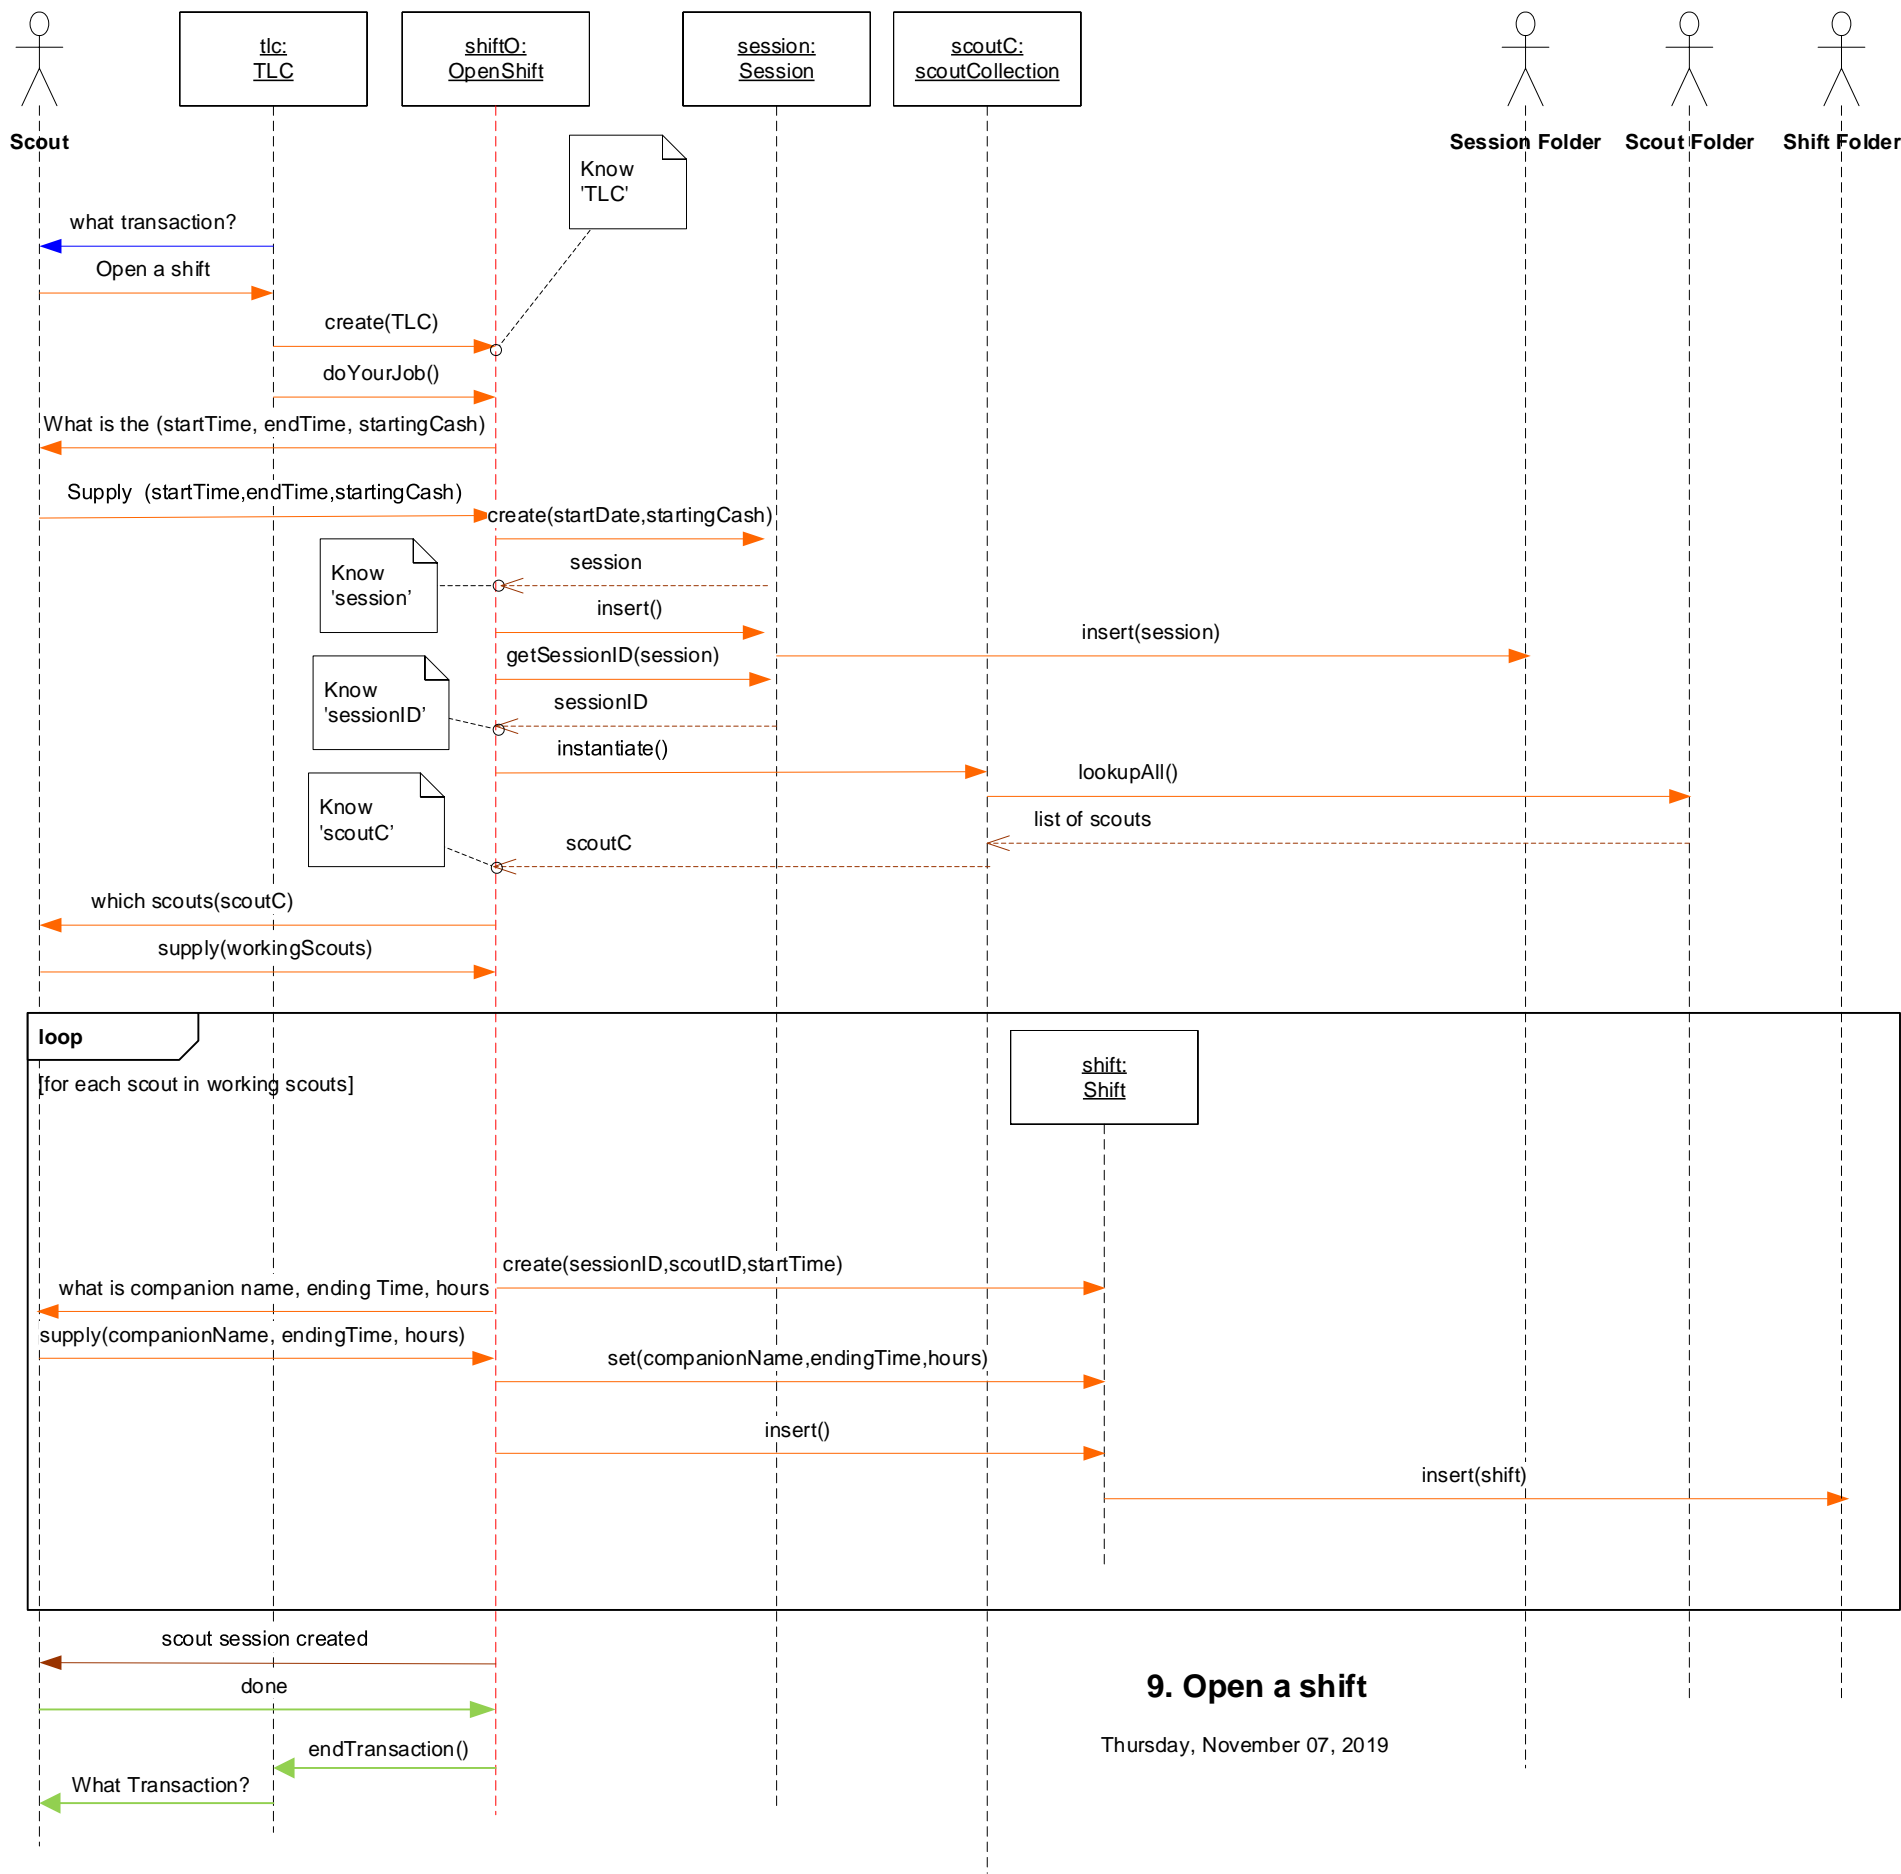 tlc:
TLC
shiftO:
OpenShift
session:
Session
scoutC:
scoutCollection
Scout
Session Folder
Scout Folder
Shift Folder
Know
'TLC'
what transaction?
Open a shift
create(TLC)
doYourJob()
What is the (startTime, endTime, startingCash)
Supply  (startTime,endTime,startingCash)
create(startDate,startingCash)
session
Know
'session’
insert()
insert(session)
getSessionID(session)
Know
'sessionID’
sessionID
instantiate()
lookupAll()
Know
'scoutC’
list of scouts
scoutC
which scouts(scoutC)
supply(workingScouts)
loop
[for each scout in working scouts]
shift:
Shift
create(sessionID,scoutID,startTime)
what is companion name, ending Time, hours
supply(companionName, endingTime, hours)
set(companionName,endingTime,hours)
insert()
insert(shift)
scout session created
done
9. Open a shift
Thursday, November 07, 2019
endTransaction()
What Transaction?